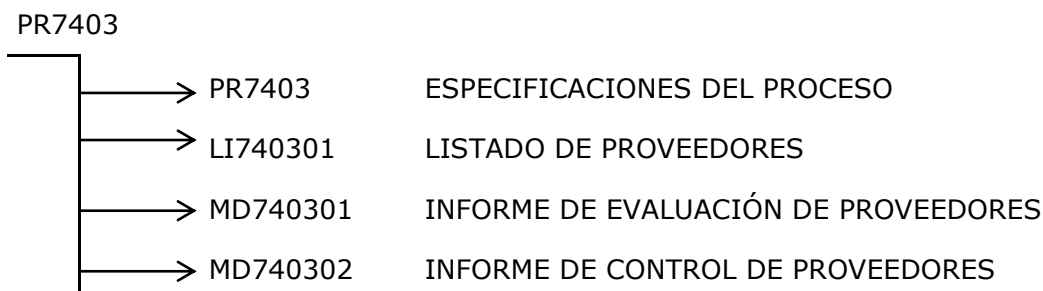 PR7403
PR7403 ESPECIFICACIONES DEL PROCESO
LI740301 LISTADO DE PROVEEDORES
MD740301 INFORME DE EVALUACIÓN DE PROVEEDORES
MD740302 INFORME DE CONTROL DE PROVEEDORES